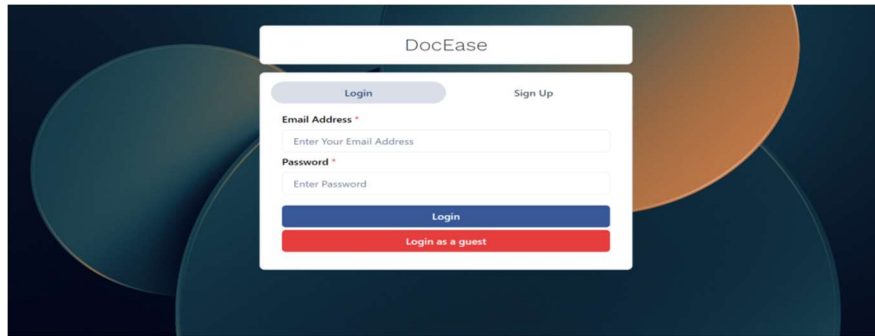 DocEase
Login Sign Up
Email Address *
Enter Your Email Address
Password *
Enter Password
Login
Login as a guest